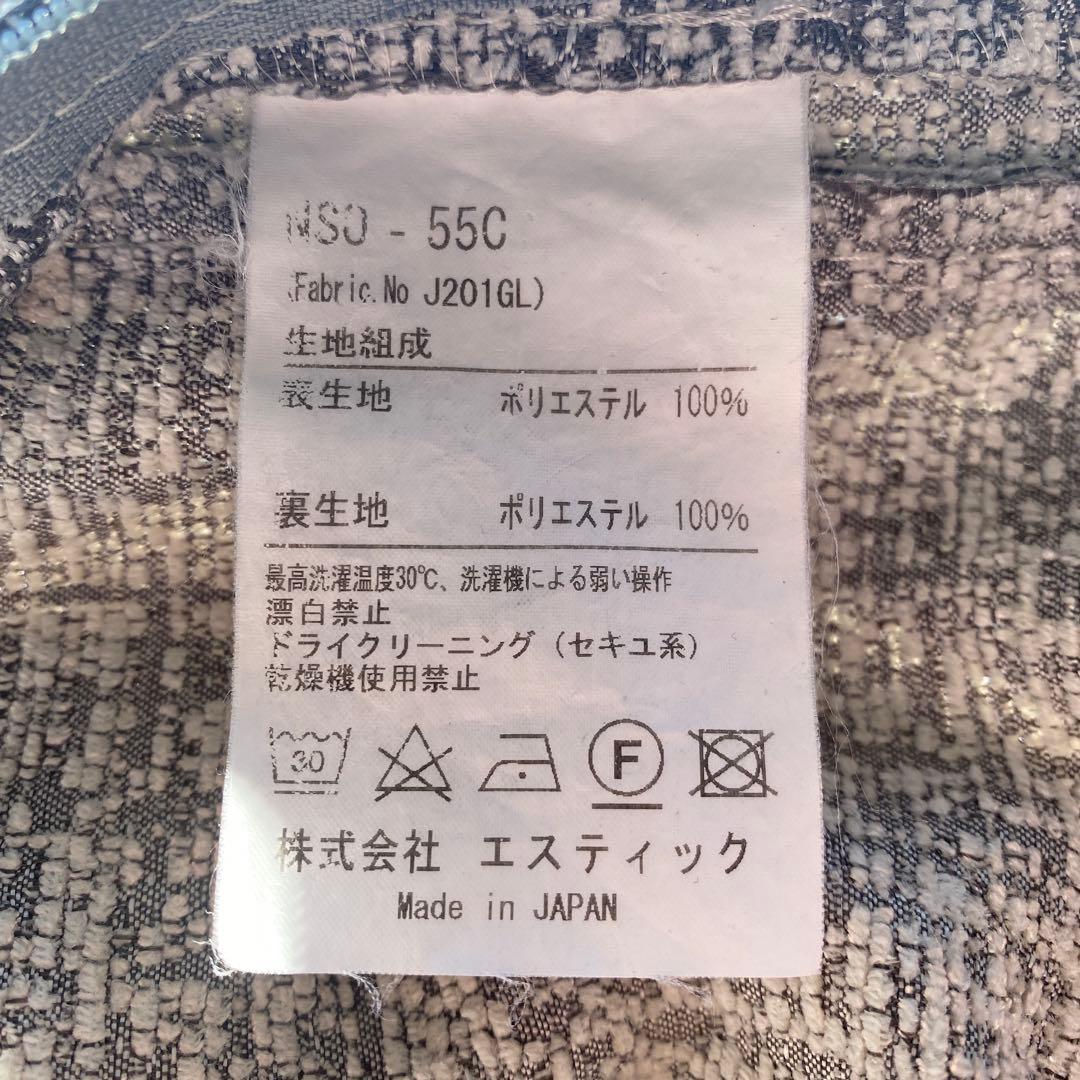 NSO - 55C
(Fabric.No J201GL)
生地組成
表生地 ポリエステル 100%
裏生地 ポリエステル 100%
最高洗濯温度30℃、洗濯機による弱い操作
漂白禁止
ドライクリーニング（セキユ系）
乾燥機使用禁止
30 F
株式会社 エスティック
Made in JAPAN